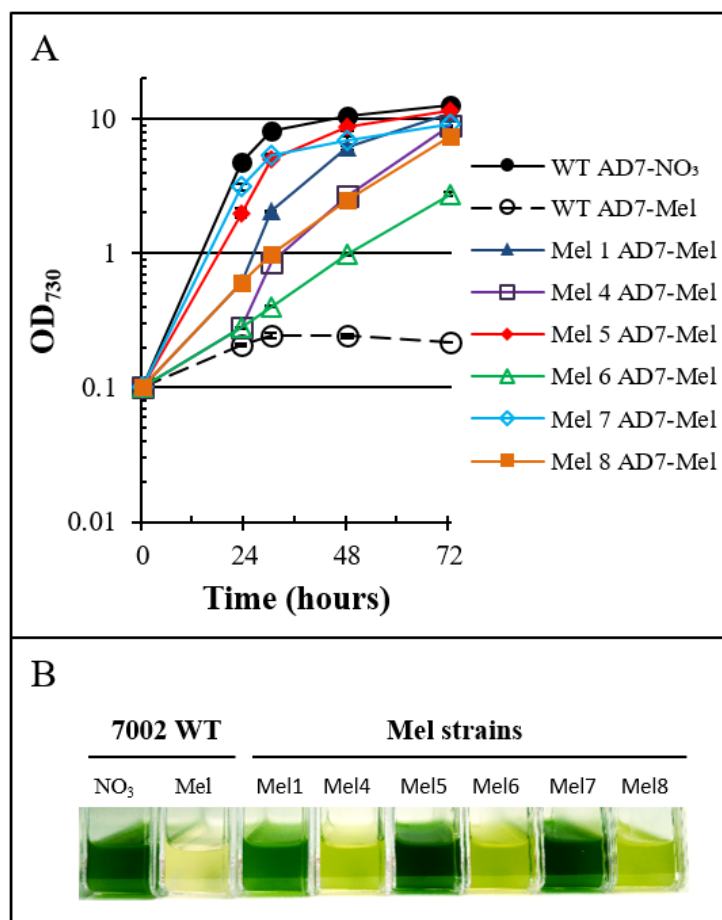 A
10
1
0.1
0.01
OD730
0
24
48
72
Time (hours)
WT AD7-NO₃
WT AD7-Mel
Mel 1 AD7-Mel
Mel 4 AD7-Mel
Mel 5 AD7-Mel
Mel 6 AD7-Mel
Mel 7 AD7-Mel
Mel 8 AD7-Mel
B
7002 WT Mel strains
NO₃ Mel Mel1 Mel4 Mel5 Mel6 Mel7 Mel8